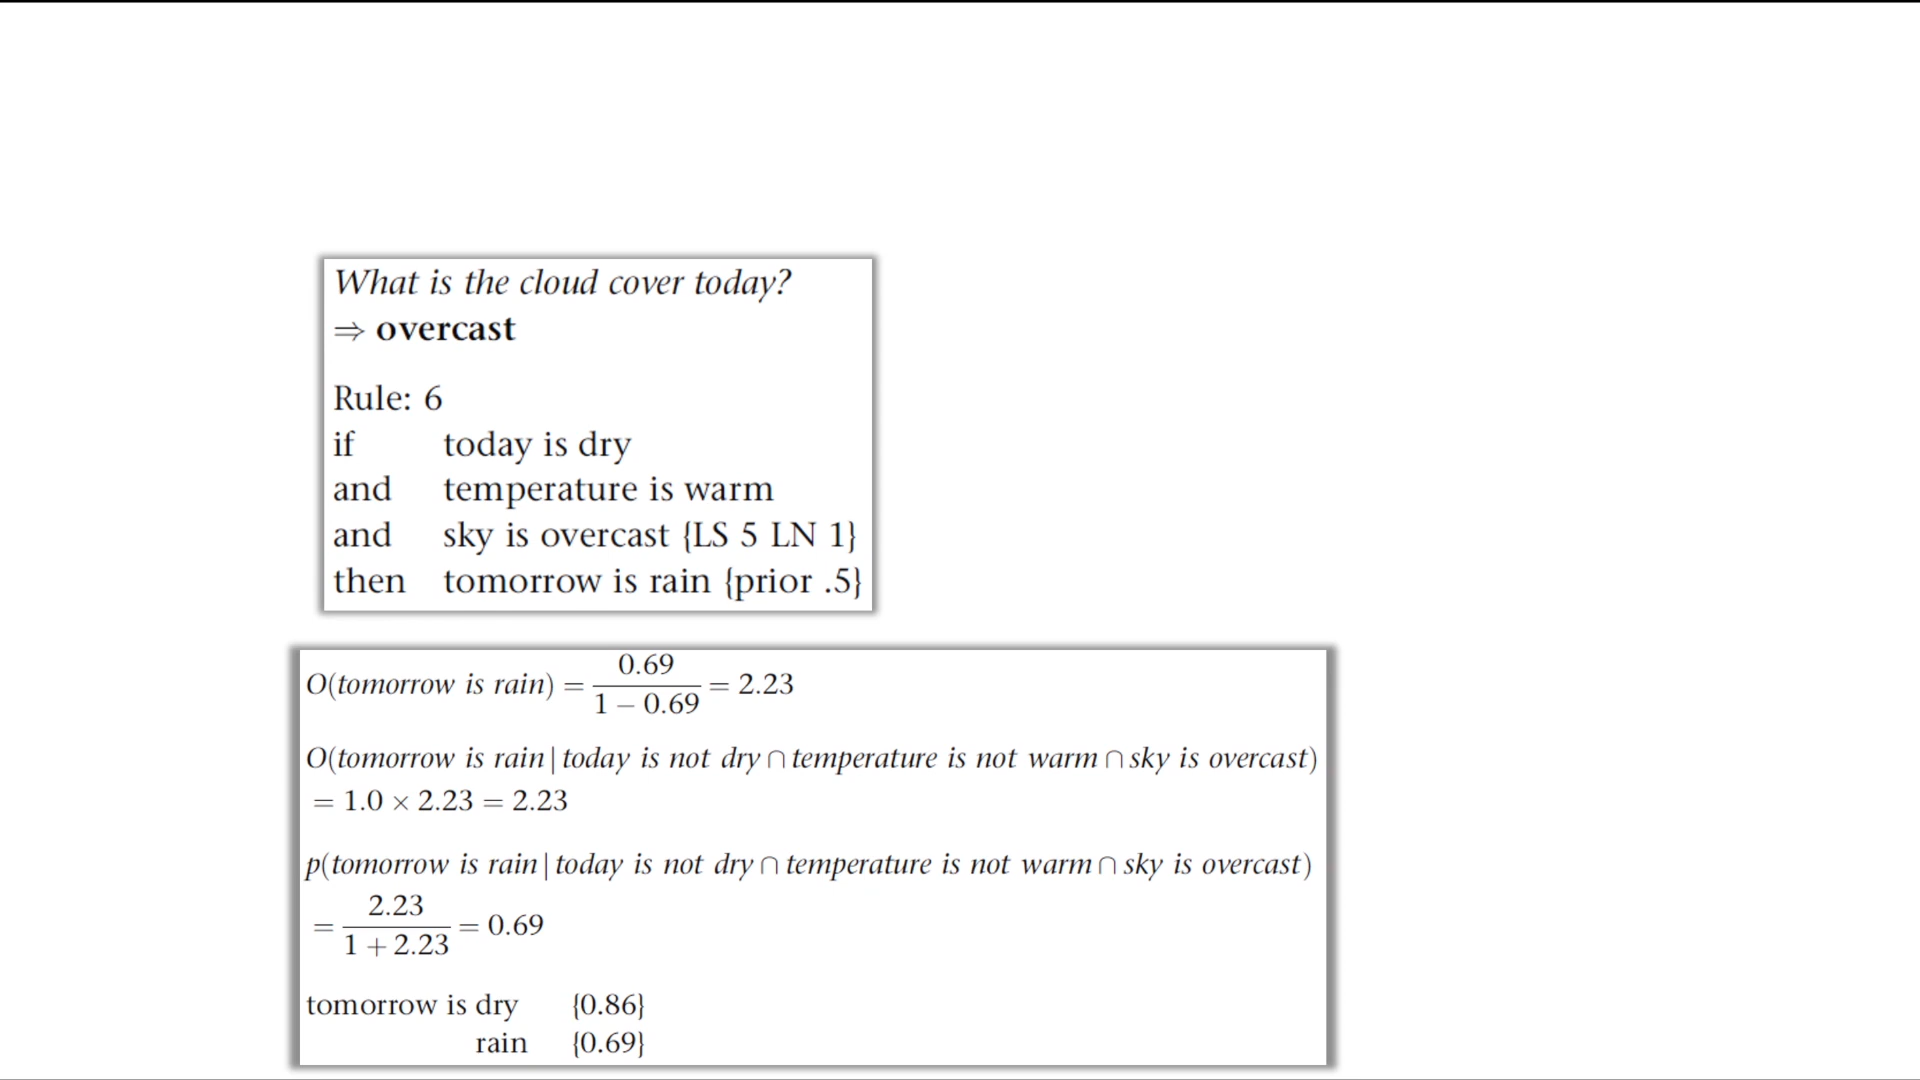 What is the cloud cover today?
⇒ overcast
Rule: 6
if today is dry
and temperature is warm
and sky is overcast {LS 5 LN 1}
then tomorrow is rain {prior .5}
O(tomorrow is rain) = 0.69 / (1 − 0.69) = 2.23
O(tomorrow is rain | today is not dry ∩ temperature is not warm ∩ sky is overcast)
= 1.0 × 2.23 = 2.23
p(tomorrow is rain | today is not dry ∩ temperature is not warm ∩ sky is overcast)
= 2.23 / (1 + 2.23) = 0.69
tomorrow is dry {0.86}
rain {0.69}